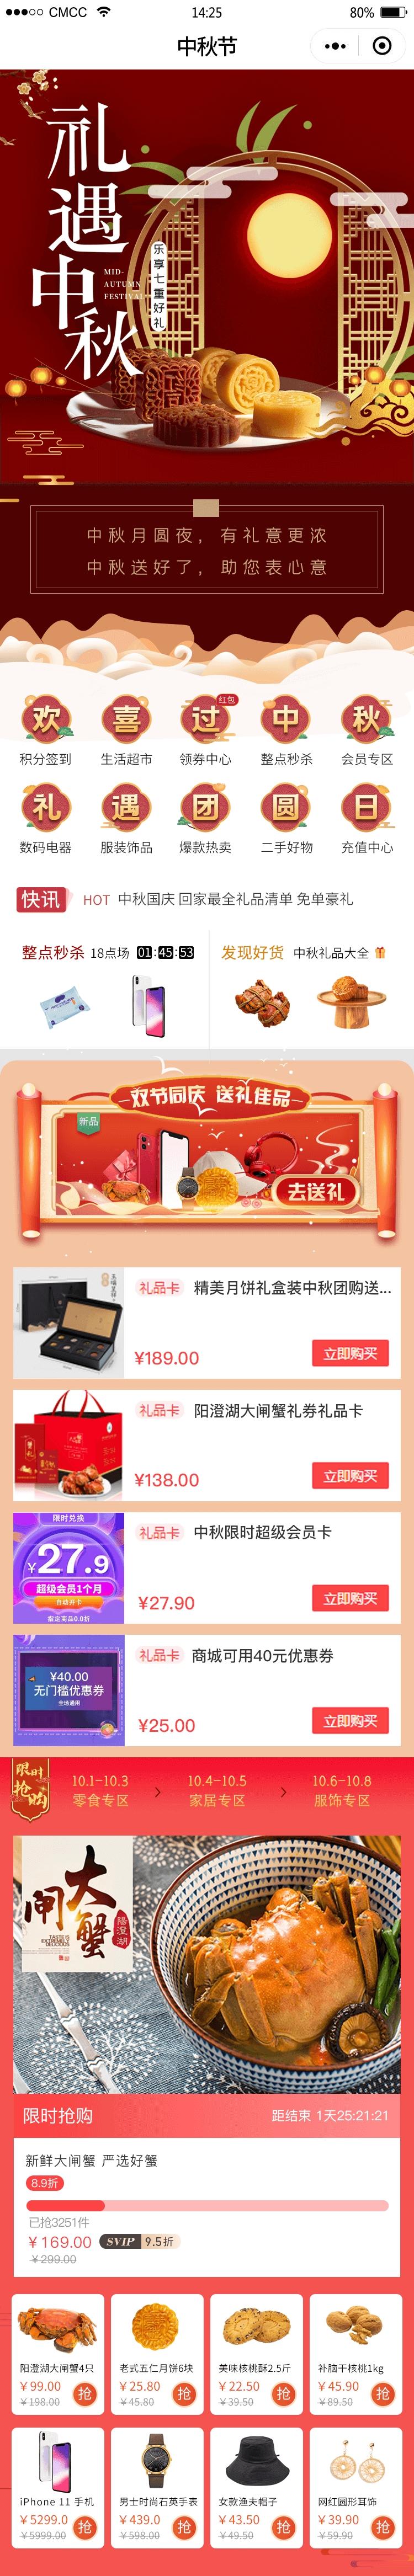 CMCC
14:25
80%
中秋节
礼遇中秋
MID-
AUTUMN
FESTIVAL
乐享七重好礼
中秋月圆夜，有礼意更浓
中秋送好了，助您表心意
欢 喜 过 中 秋
红包
积分签到 生活超市 领券中心 整点秒杀 会员专区
礼 遇 团 圆 日
数码电器 服装饰品 爆款热卖 二手好物 充值中心
快讯 HOT 中秋国庆 回家最全礼品清单 免单豪礼
整点秒杀 18点场 01:45:53
发现好货 中秋礼品大全
双节同庆 送礼佳品
新品
去送礼
礼品卡 精美月饼礼盒装中秋团购送...
¥189.00 立即购买
礼品卡 阳澄湖大闸蟹礼券礼品卡
¥138.00 立即购买
限时兑换
¥27.9
超级会员1个月
自动开卡
指定商品0.0折
礼品卡 中秋限时超级会员卡
¥27.90 立即购买
¥40.00
无门槛优惠券
全场通用
礼品卡 商城可用40元优惠券
¥25.00 立即购买
限时抢购
10.1-10.3 10.4-10.5 10.6-10.8
零食专区 > 家居专区 > 服饰专区
大闸蟹
阳澄湖
TASTE IS
EXTREMELY
DELICIOUS
限时抢购 距结束 1天25:21:21
新鲜大闸蟹 严选好蟹
8.9折
已抢3251件
¥169.00 SVIP 9.5折
¥299.00
阳澄湖大闸蟹4只 老式五仁月饼6块 美味核桃酥2.5斤 补脑干核桃1kg
¥99.00 ¥25.80 ¥22.50 ¥45.90
抢 抢 抢 抢
¥198.00 ¥45.80 ¥39.50 ¥89.50
iPhone 11 手机 男士时尚石英手表 女款渔夫帽子 网红圆形耳饰
¥5299.0 ¥439.0 ¥43.50 ¥39.90
抢 抢 抢 抢
¥5999.00 ¥598.00 ¥49.50 ¥59.90